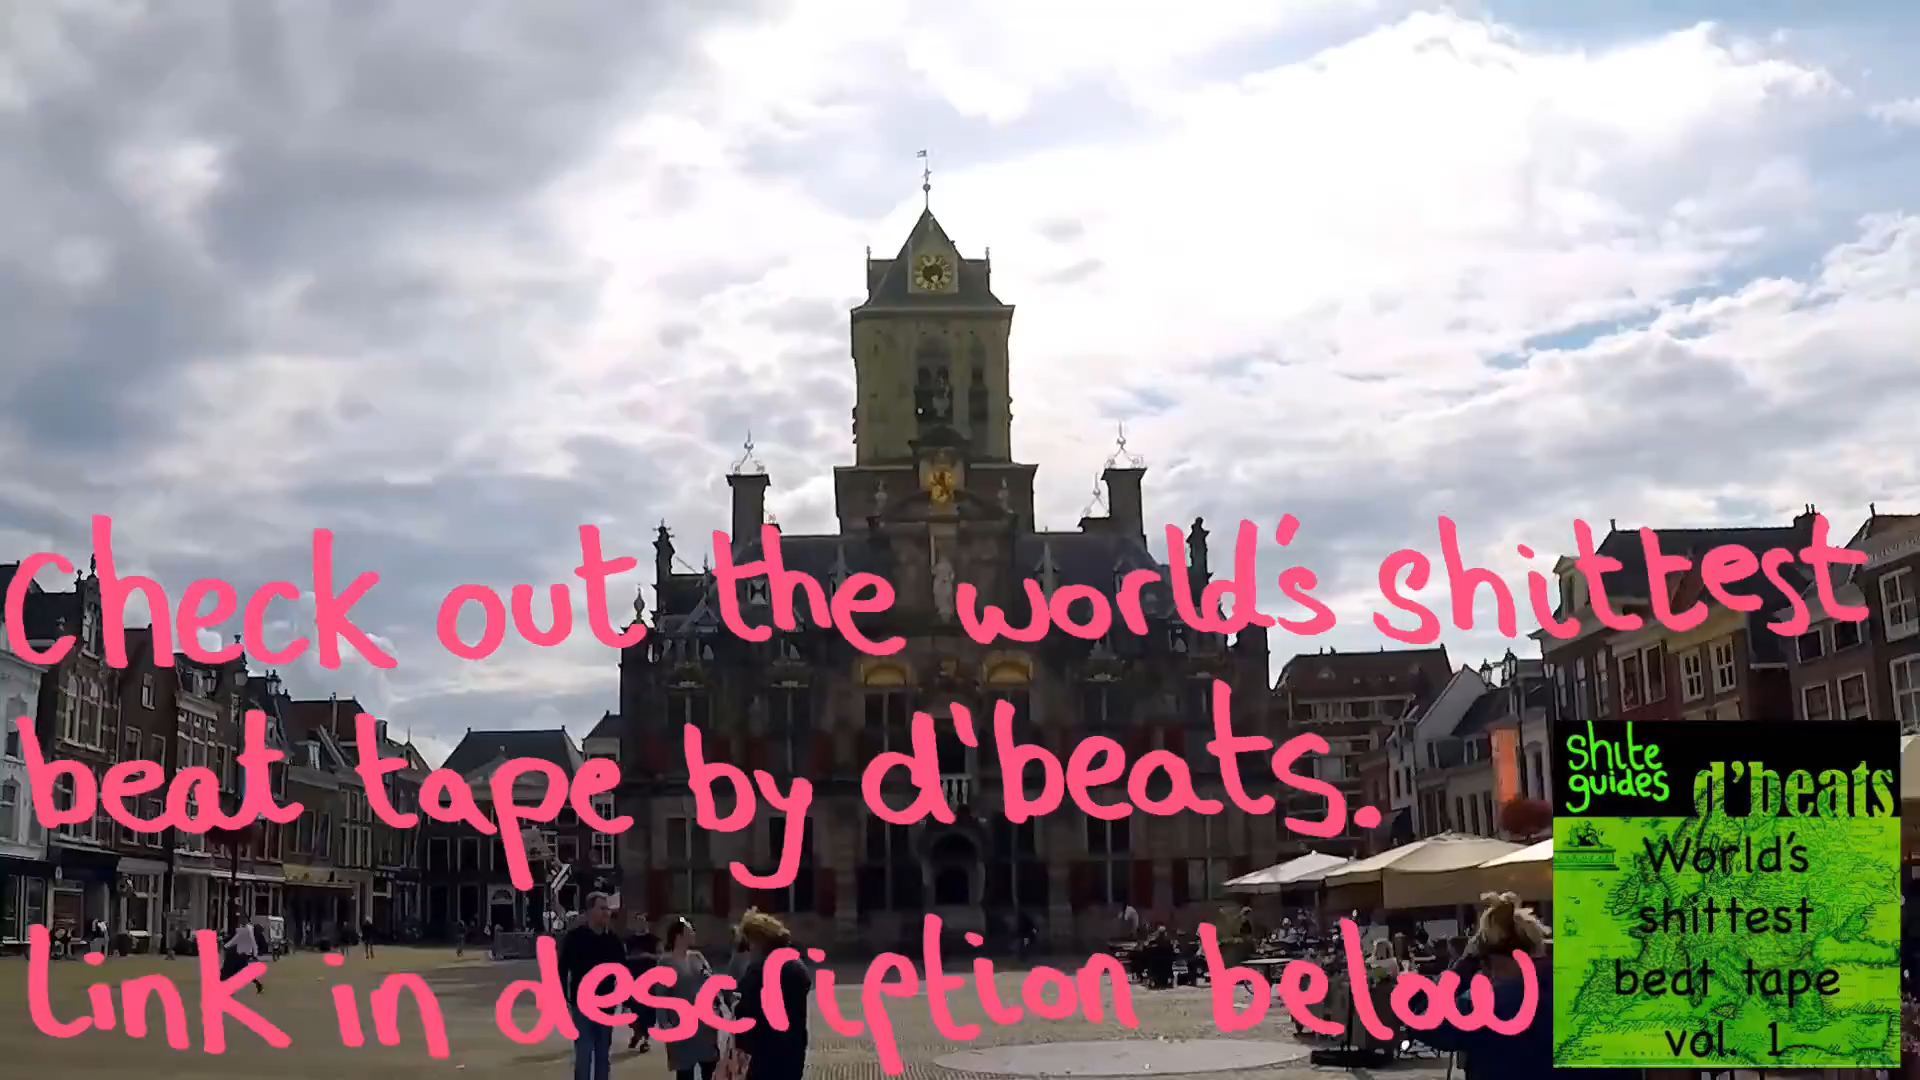 Check out the world's shittest
beat tape by d'beats.
Link in description below
shite
guides
d'beats
World's
shittest
beat tape
vol. 1